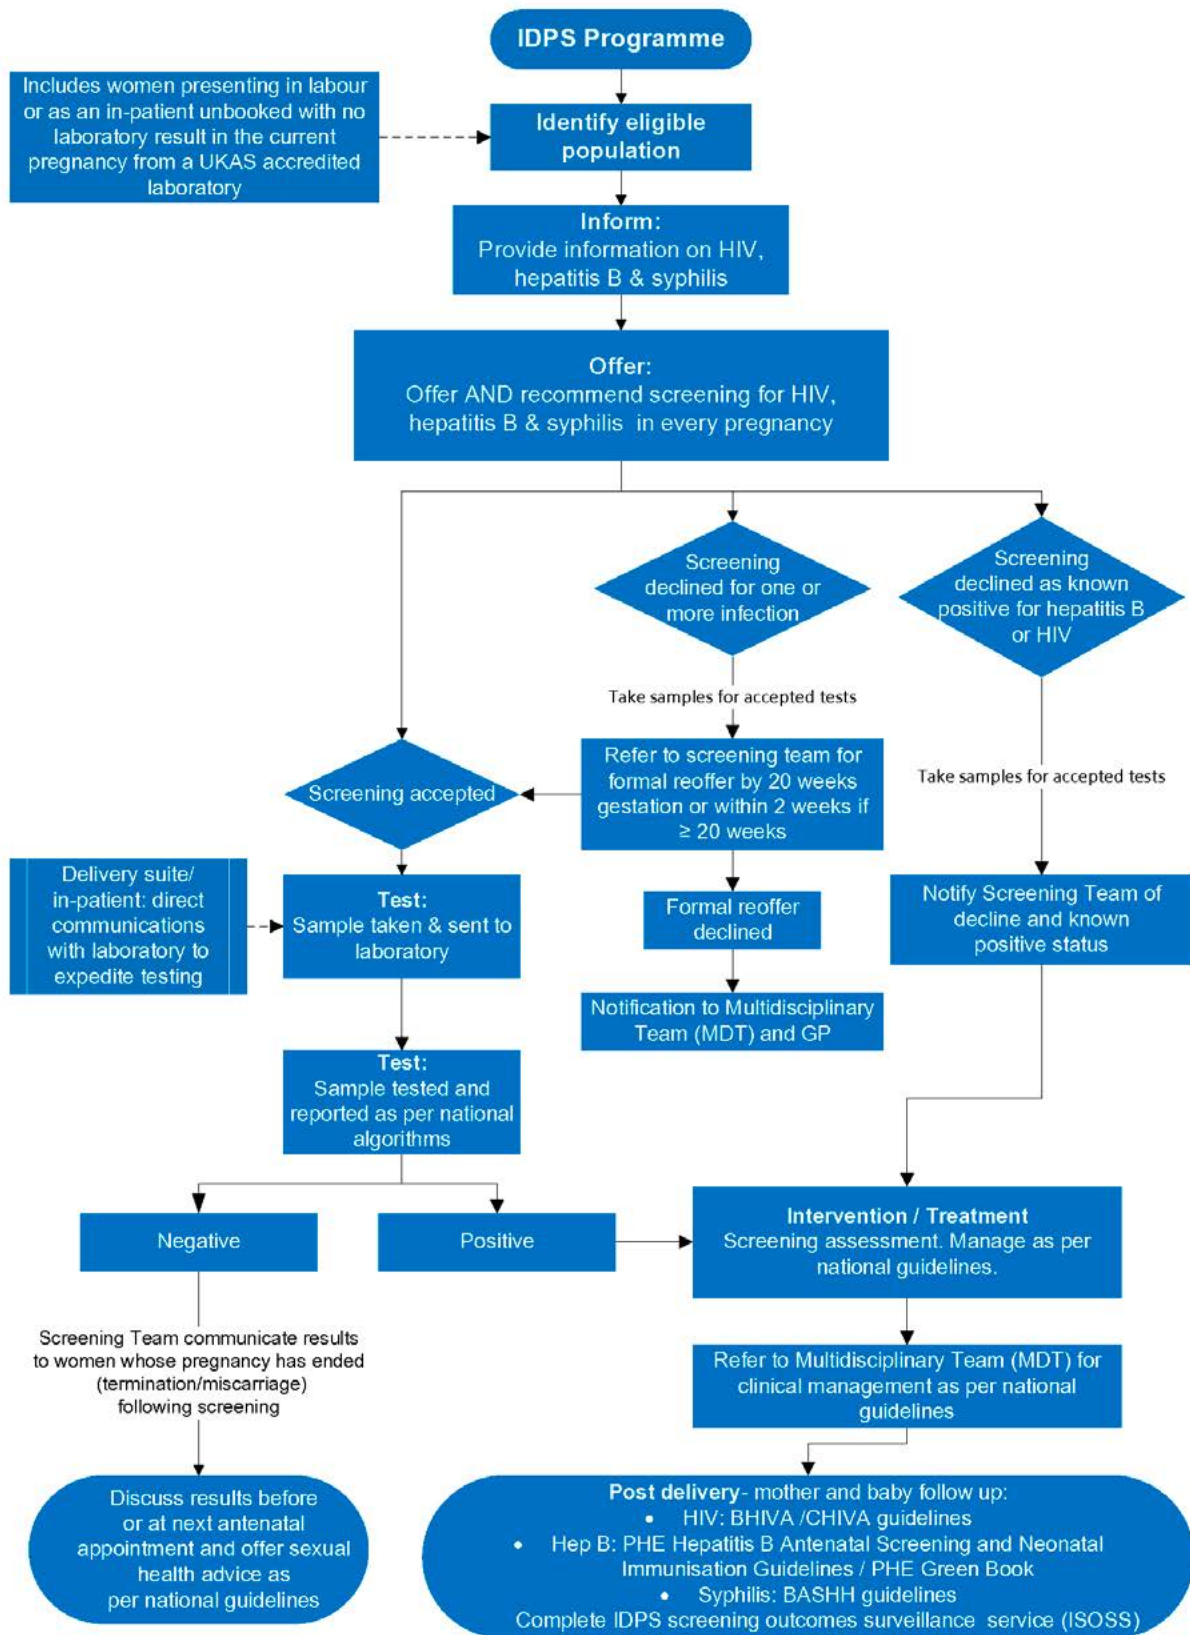 IDPS Programme
Includes women presenting in labour
or as an in-patient unbooked with no
laboratory result in the current
pregnancy from a UKAS accredited
laboratory
Identify eligible
population
Inform:
Provide information on HIV,
hepatitis B & syphilis
Offer:
Offer AND recommend screening for HIV,
hepatitis B & syphilis in every pregnancy
Screening
declined for one or
more infection
Screening
declined as known
positive for hepatitis B
or HIV
Take samples for accepted tests
Take samples for accepted tests
Screening accepted
Refer to screening team for
formal reoffer by 20 weeks
gestation or within 2 weeks if
≥ 20 weeks
Delivery suite/
in-patient: direct
communications
with laboratory to
expedite testing
Test:
Sample taken & sent to
laboratory
Formal reoffer
declined
Notify Screening Team of
decline and known
positive status
Notification to Multidisciplinary
Team (MDT) and GP
Test:
Sample tested and
reported as per national
algorithms
Negative
Positive
Intervention / Treatment
Screening assessment. Manage as per
national guidelines.
Screening Team communicate results
to women whose pregnancy has ended
(termination/miscarriage)
following screening
Refer to Multidisciplinary Team (MDT) for
clinical management as per national
guidelines
Discuss results before
or at next antenatal
appointment and offer sexual
health advice as
per national guidelines
Post delivery- mother and baby follow up:
• HIV: BHIVA /CHIVA guidelines
• Hep B: PHE Hepatitis B Antenatal Screening and Neonatal
Immunisation Guidelines / PHE Green Book
• Syphilis: BASHH guidelines
Complete IDPS screening outcomes surveillance service (ISOSS)